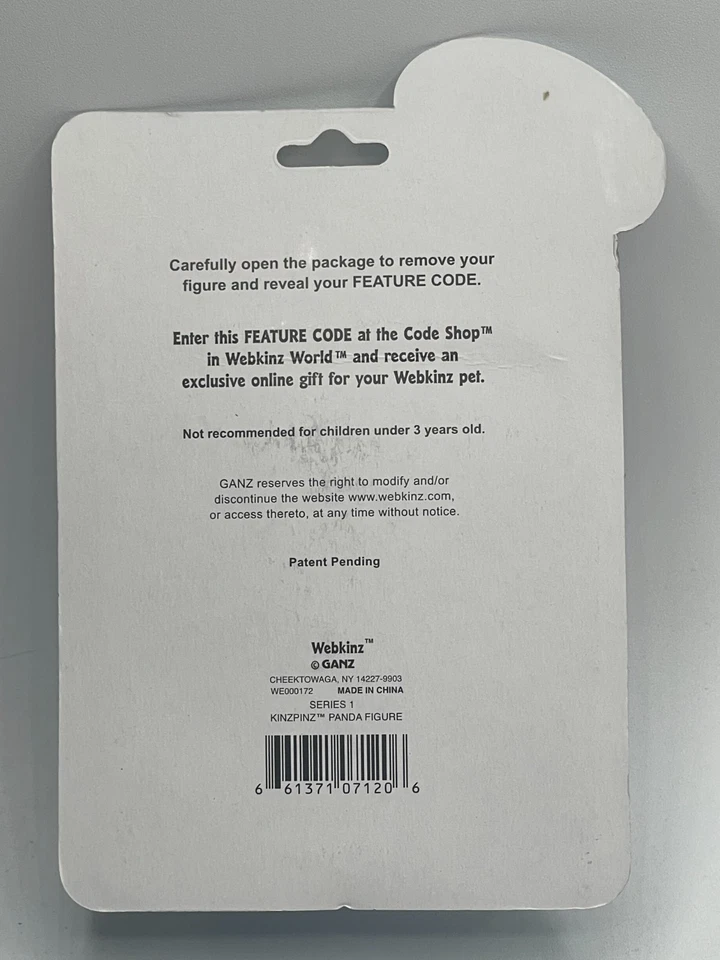 Carefully open the package to remove your
figure and reveal your FEATURE CODE.
Enter this FEATURE CODE at the Code Shop™
in Webkinz World™ and receive an
exclusive online gift for your Webkinz pet.
Not recommended for children under 3 years old.
GANZ reserves the right to modify and/or
discontinue the website www.webkinz.com,
or access thereto, at any time without notice.
Patent Pending
Webkinz™
© GANZ
CHEEKTOWAGA, NY 14227-9903
WE000172 MADE IN CHINA
SERIES 1
KINZPINZ™ PANDA FIGURE
6 61371 07120 6